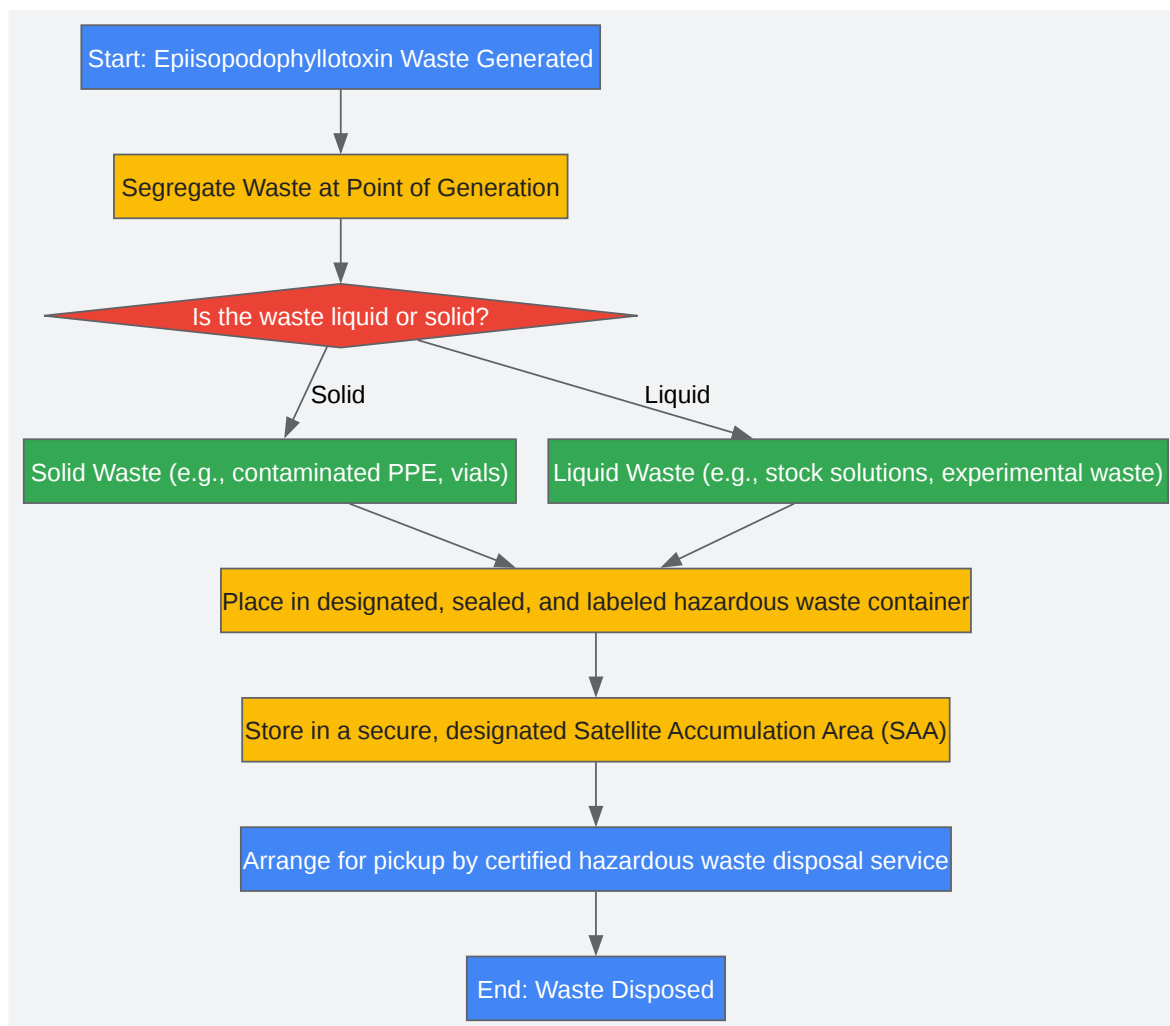 Start: Epiisopodophyllotoxin Waste Generated
Segregate Waste at Point of Generation
Is the waste liquid or solid?
Solid
Liquid
Solid Waste (e.g., contaminated PPE, vials)
Liquid Waste (e.g., stock solutions, experimental waste)
Place in designated, sealed, and labeled hazardous waste container
Store in a secure, designated Satellite Accumulation Area (SAA)
Arrange for pickup by certified hazardous waste disposal service
End: Waste Disposed